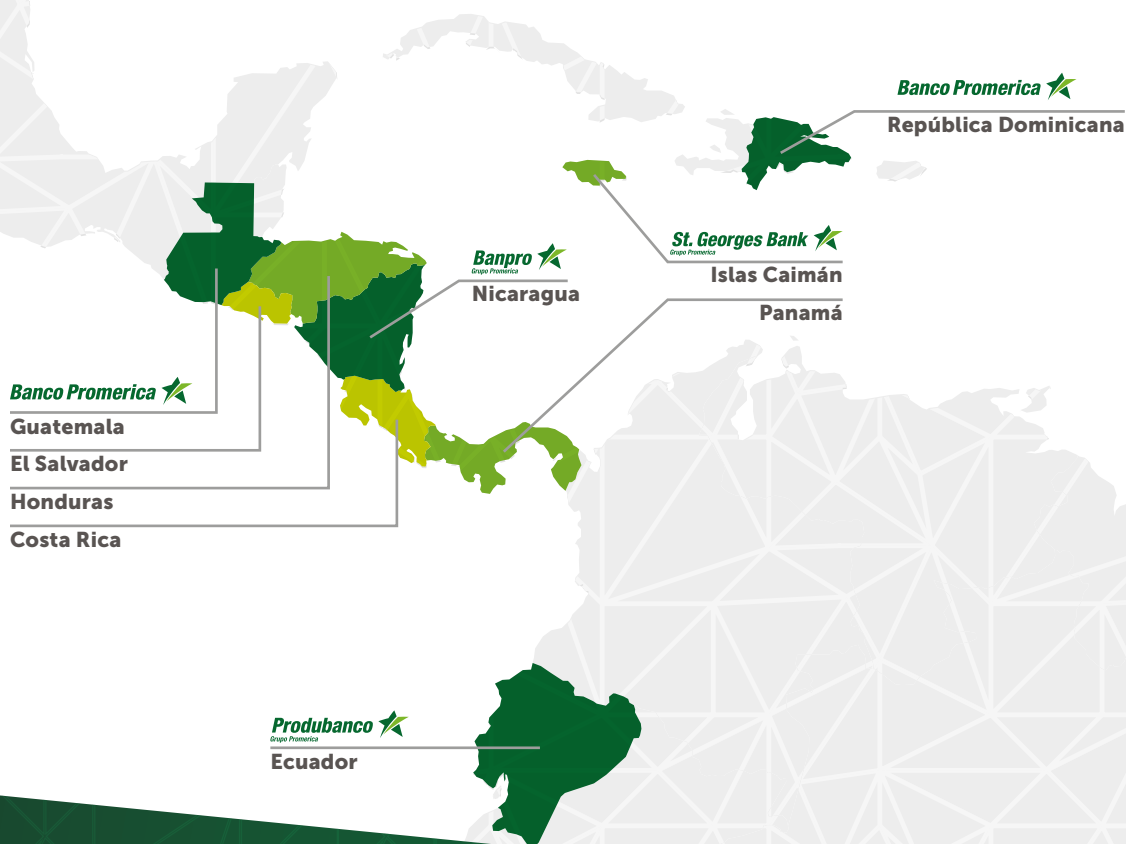 Banco Promerica
República Dominicana
St. Georges Bank
Grupo Promerica
Islas Caimán
Panamá
Banpro
Grupo Promerica
Nicaragua
Banco Promerica
Guatemala
El Salvador
Honduras
Costa Rica
Produbanco
Grupo Promerica
Ecuador